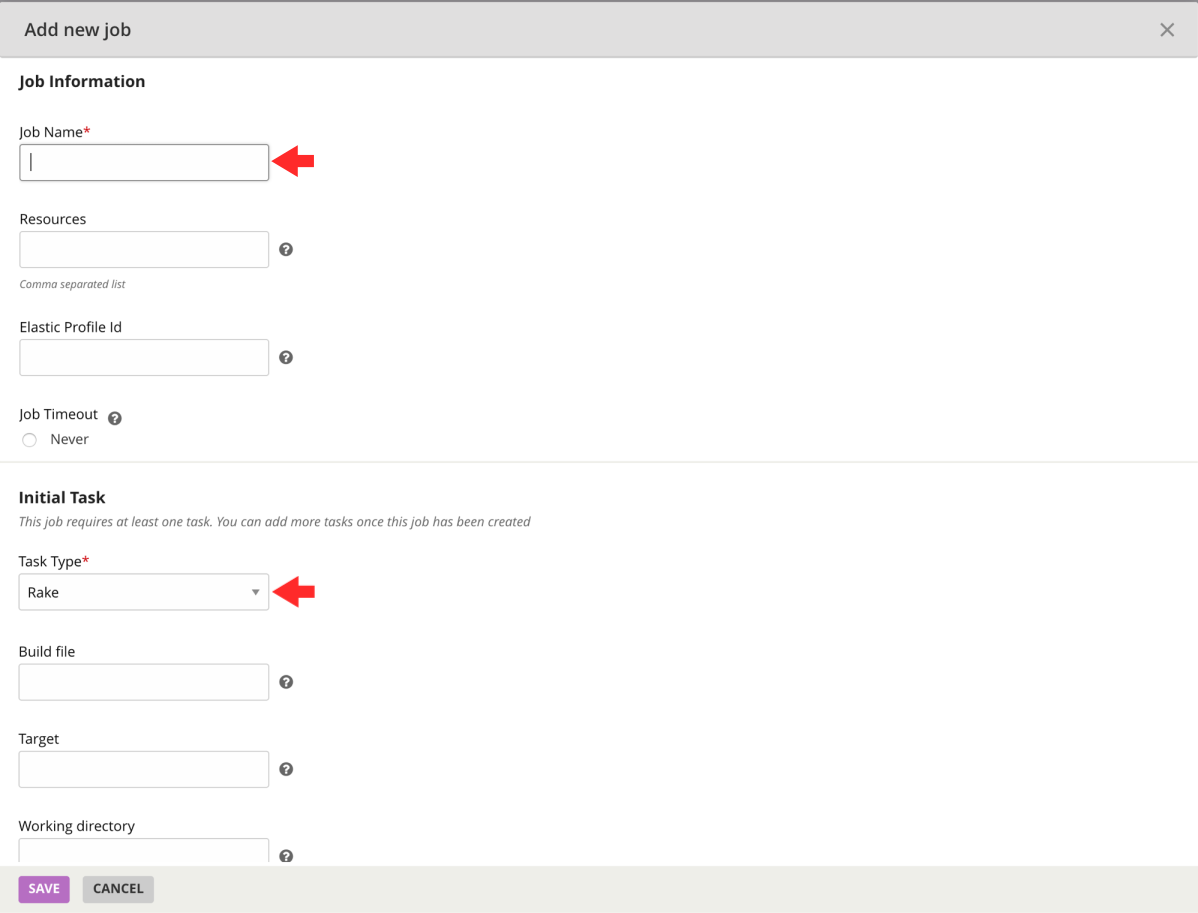 Add new job
Job Information
Job Name*
Resources
Comma separated list
Elastic Profile Id
Job Timeout
Never
Initial Task
This job requires at least one task. You can add more tasks once this job has been created
Task Type*
Rake
Build file
Target
Working directory
SAVE CANCEL